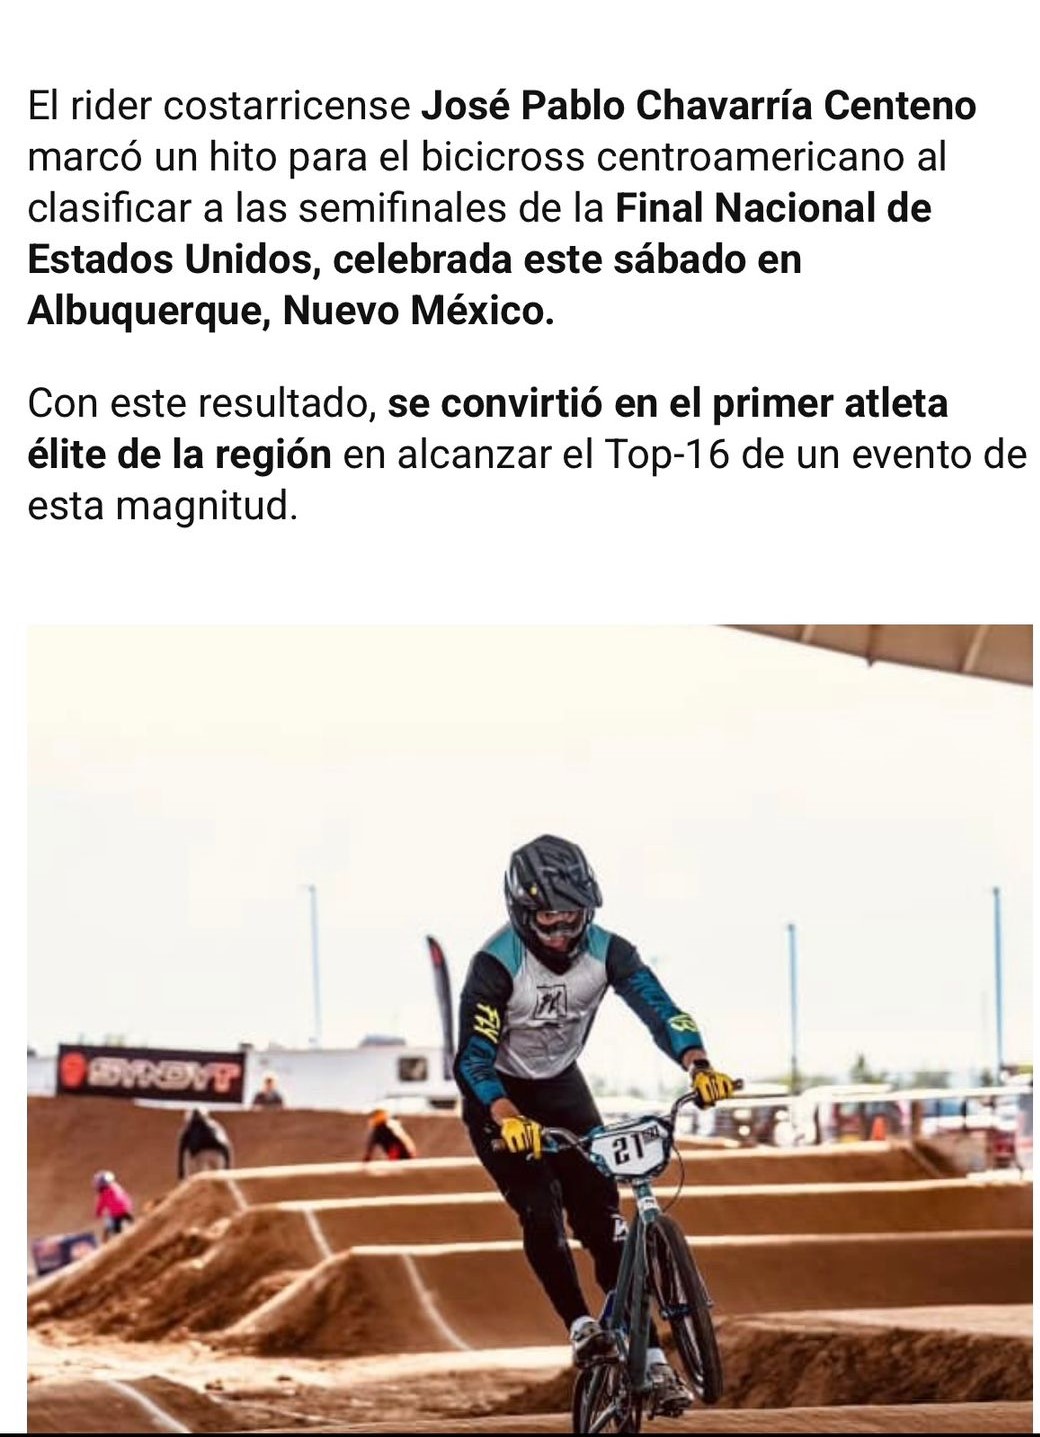 El rider costarricense José Pablo Chavarría Centeno
marcó un hito para el bicicross centroamericano al
clasificar a las semifinales de la Final Nacional de
Estados Unidos, celebrada este sábado en
Albuquerque, Nuevo México.
Con este resultado, se convirtió en el primer atleta
élite de la región en alcanzar el Top-16 de un evento de
esta magnitud.
FLY
21